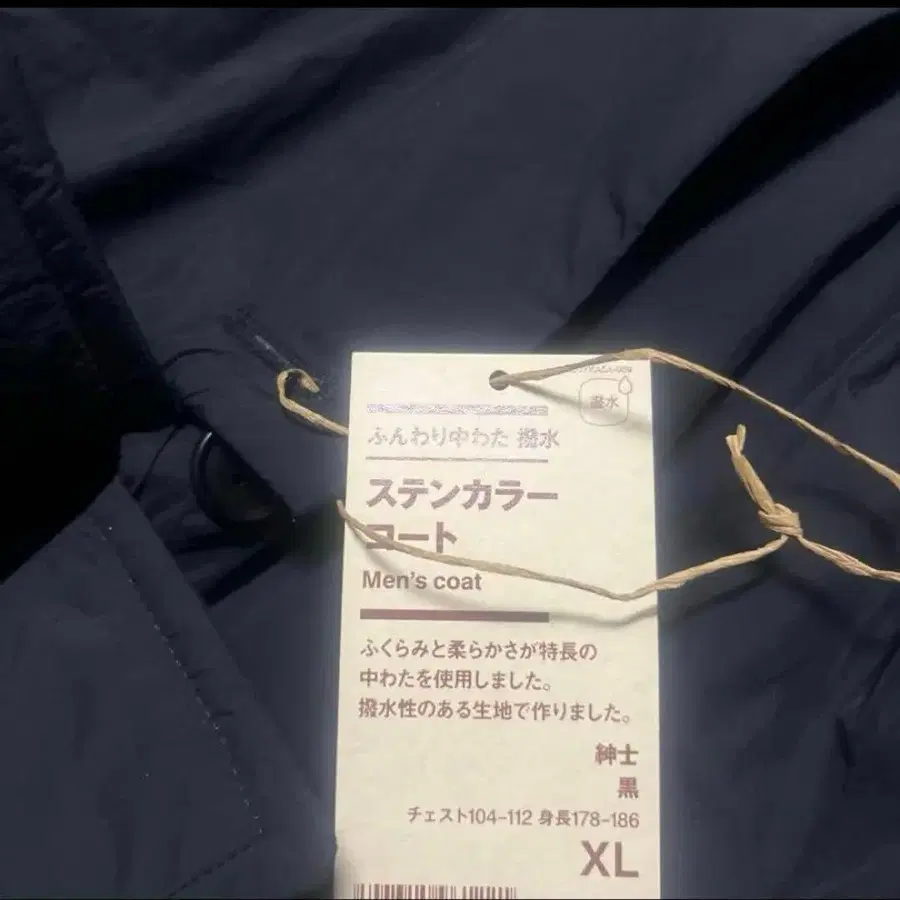 撥水
ふんわり中わた 撥水
ステンカラー
コート
Men's coat
ふくらみと柔らかさが特長の
中わたを使用しました。
撥水性のある生地で作りました。
紳士
黒
チェスト104-112 身長178-186
XL